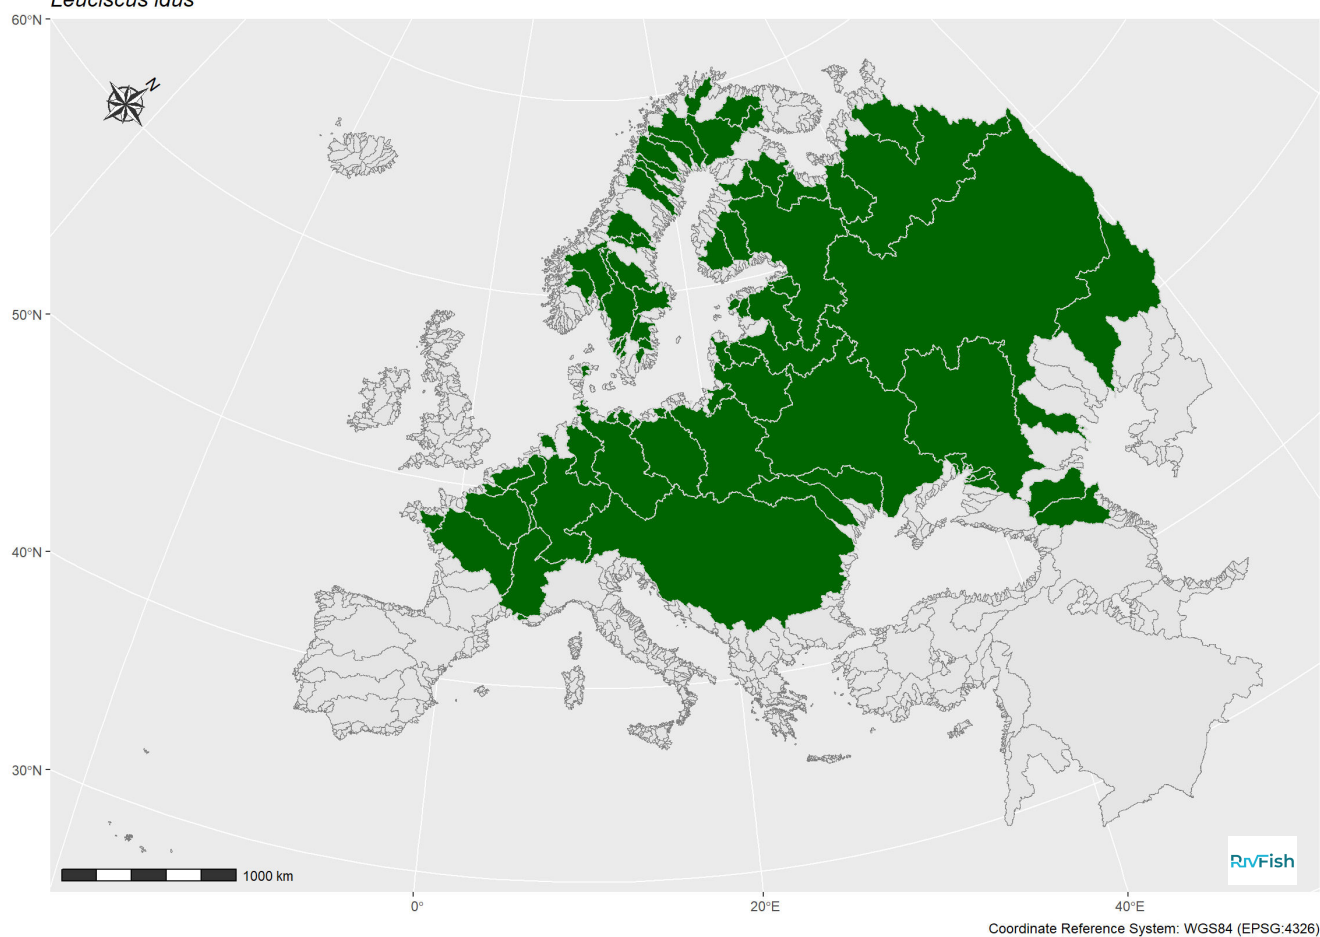 Leuciscus idus
60°N
50°N
40°N
30°N
N
1000 km
RivFish
0°
20°E
40°E
Coordinate Reference System: WGS84 (EPSG:4326)